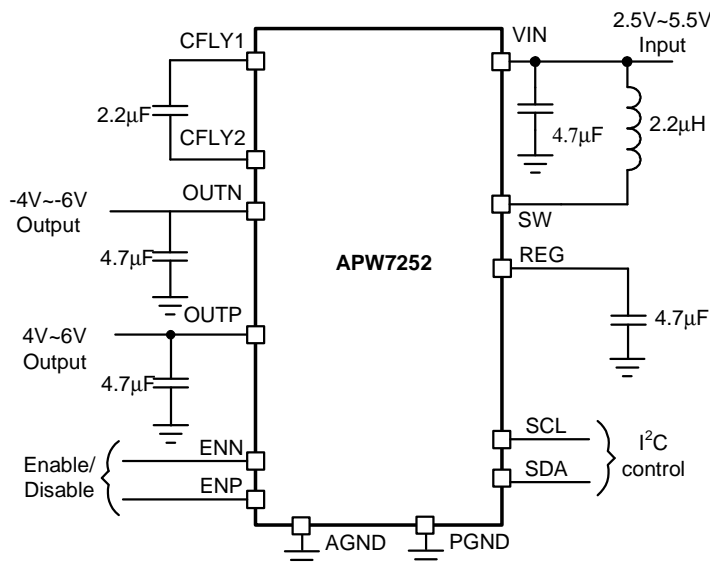 CFLY1
2.2μF
CFLY2
OUTN
-4V~-6V
Output
4.7μF
OUTP
4V~6V
Output
4.7μF
ENN
Enable/
Disable
ENP
APW7252
AGND
PGND
VIN
2.5V~5.5V
Input
4.7μF
2.2μH
SW
REG
4.7μF
SCL
SDA
I²C
control